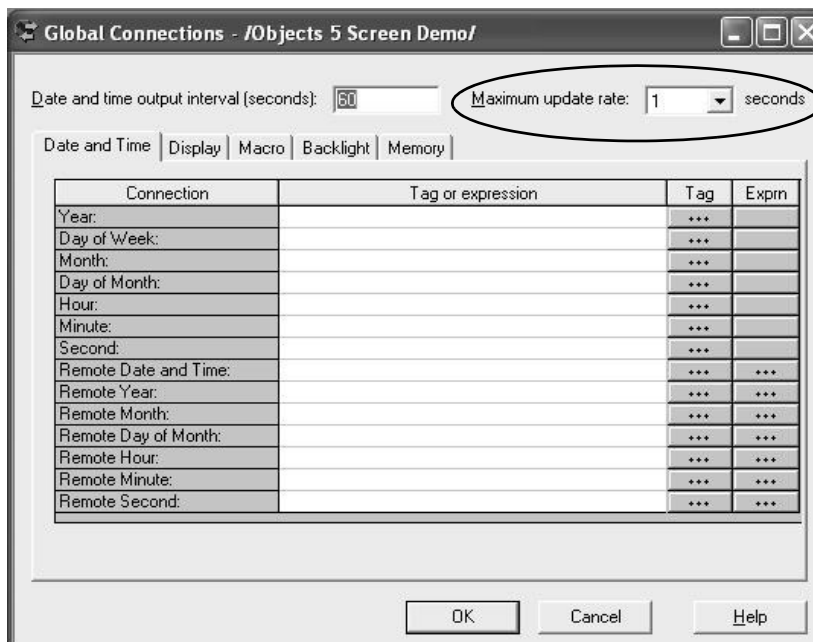 Global Connections - /Objects 5 Screen Demo/
Date and time output interval (seconds): 60 Maximum update rate: 1 seconds
Date and Time Display Macro Backlight Memory
Connection Tag or expression Tag Exprn
Year: ...
Day of Week: ...
Month: ...
Day of Month: ...
Hour: ...
Minute: ...
Second: ...
Remote Date and Time: ... ...
Remote Year: ... ...
Remote Month: ... ...
Remote Day of Month: ... ...
Remote Hour: ... ...
Remote Minute: ... ...
Remote Second: ... ...
OK Cancel Help